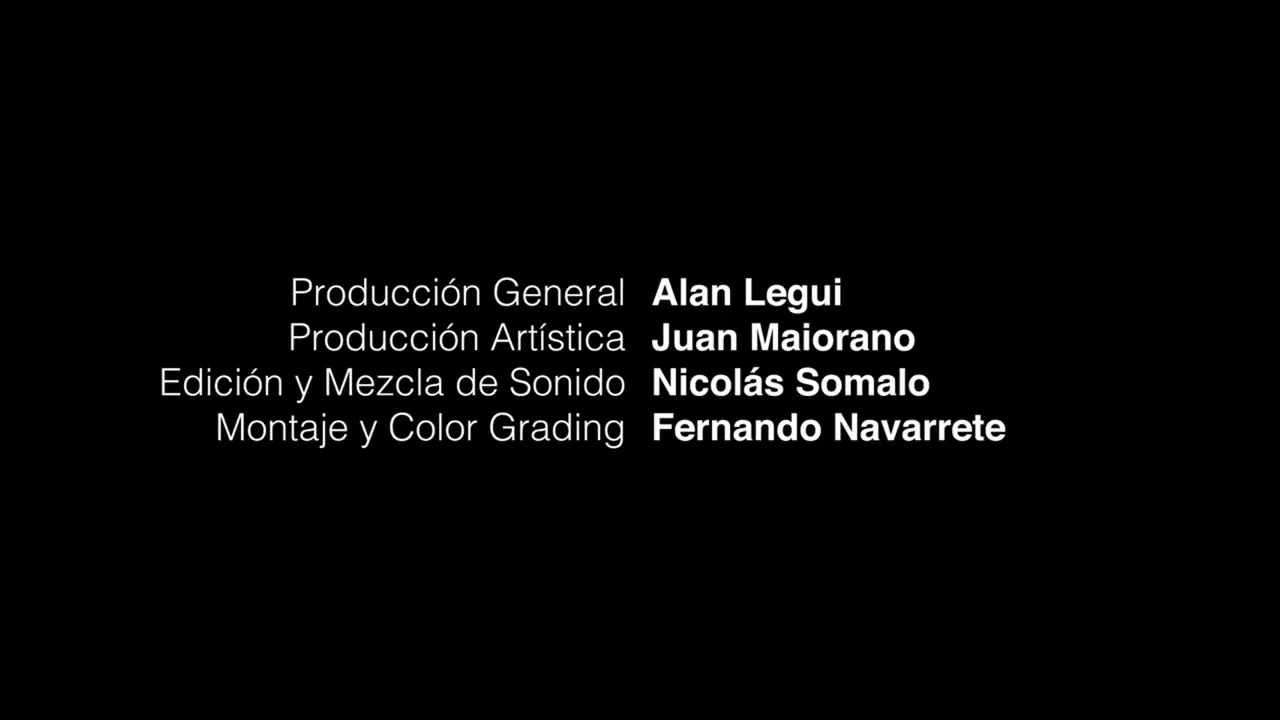 Producción General Alan Legui
Producción Artística Juan Maiorano
Edición y Mezcla de Sonido Nicolás Somalo
Montaje y Color Grading Fernando Navarrete